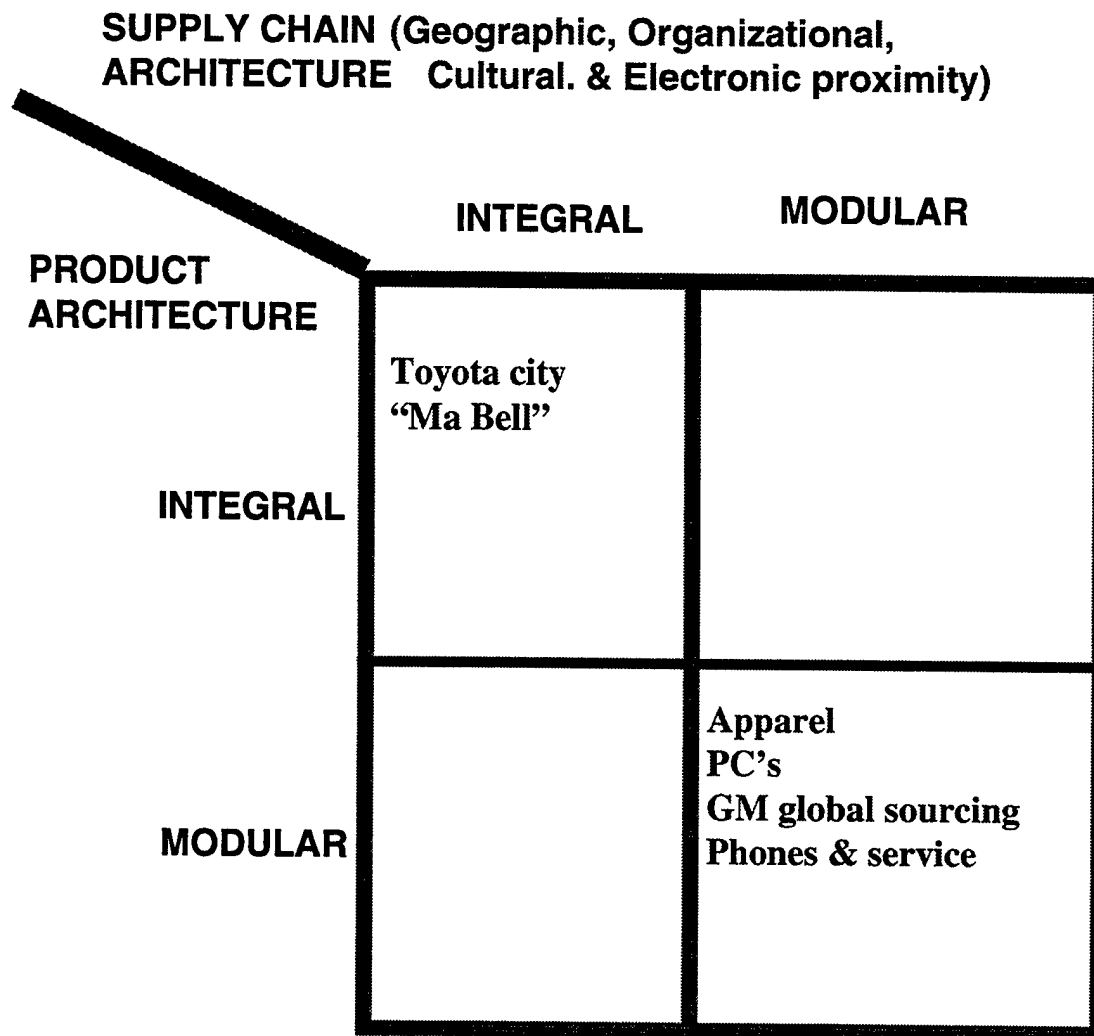 SUPPLY CHAIN (Geographic, Organizational,
ARCHITECTURE Cultural. & Electronic proximity)
INTEGRAL MODULAR
PRODUCT
ARCHITECTURE
Toyota city
“Ma Bell”
INTEGRAL
Apparel
PC’s
GM global sourcing
Phones & service
MODULAR